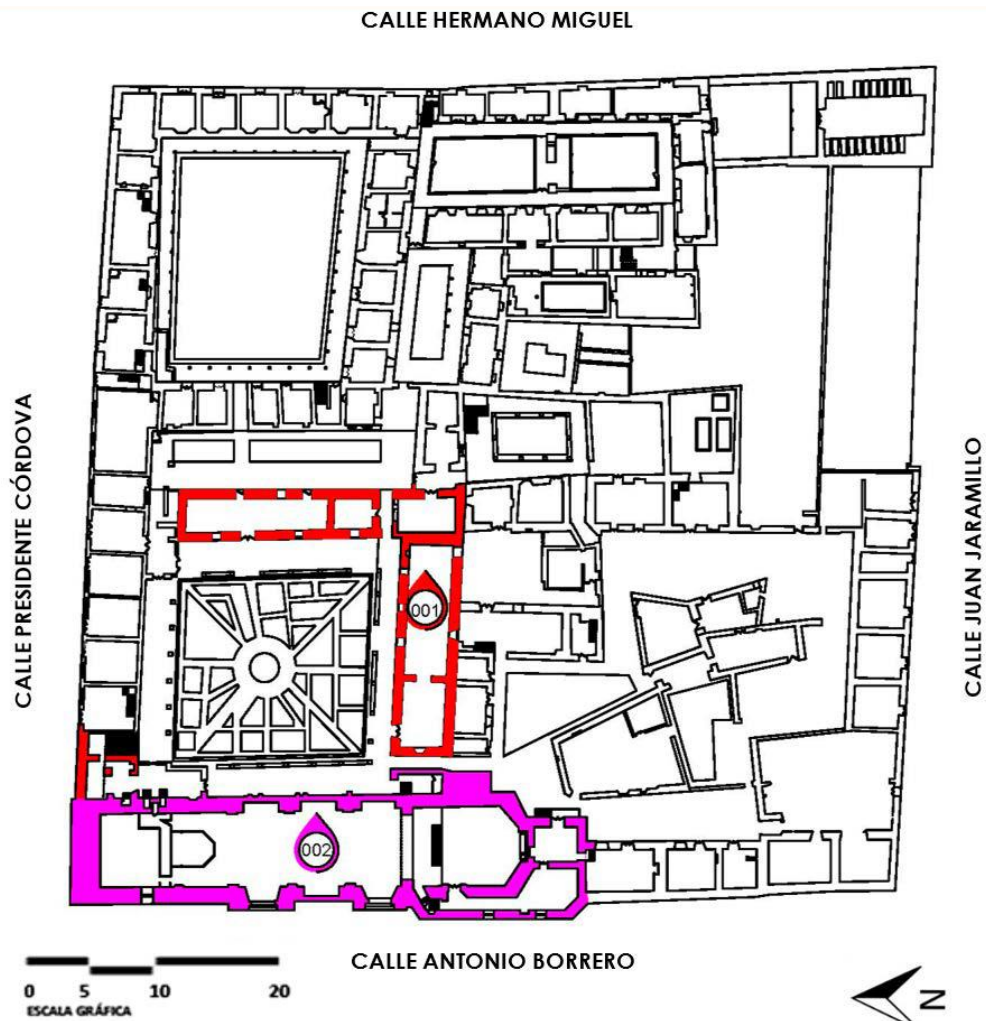 CALLE HERMANO MIGUEL
CALLE PRESIDENTE CÓRDOVA
CALLE JUAN JARAMILLO
001
002
CALLE ANTONIO BORRERO
0 5 10 20
ESCALA GRÁFICA
N